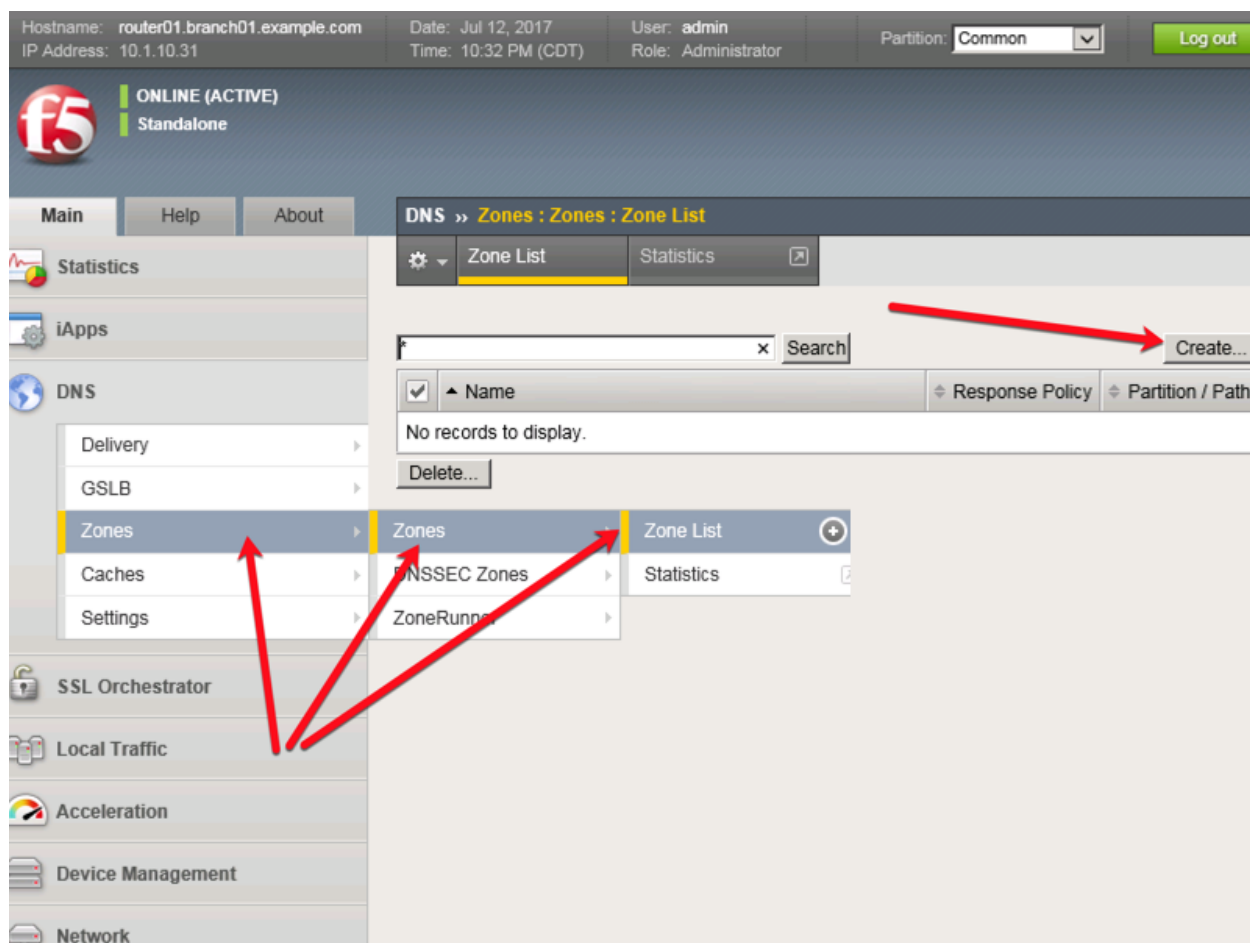 Hostname: router01.branch01.example.com Date: Jul 12, 2017 User: admin Partition: Common Log out
IP Address: 10.1.10.31 Time: 10:32 PM (CDT) Role: Administrator
f5
ONLINE (ACTIVE)
Standalone
Main Help About
DNS » Zones : Zones : Zone List
Zone List Statistics
Statistics
iApps
* × Search Create...
DNS
Name Response Policy Partition / Path
No records to display.
Delete...
Delivery
GSLB
Zones Zones Zone List
Caches DNSSEC Zones Statistics
Settings ZoneRunner
SSL Orchestrator
Local Traffic
Acceleration
Device Management
Network